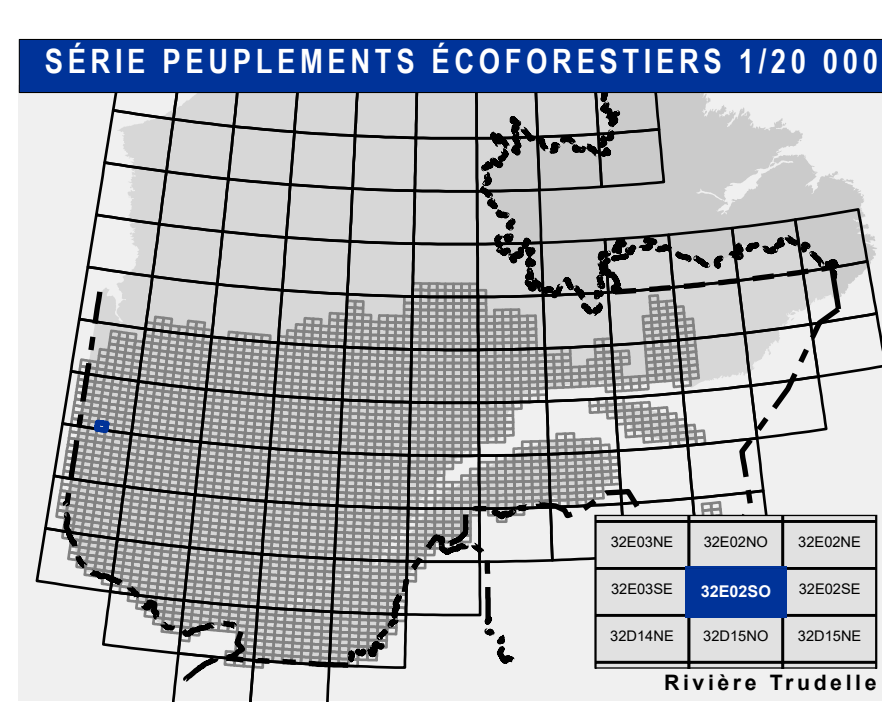 SÉRIE PEUPLEMENTS ÉCOFORESTIERS 1/20 000
32E03NE 32E02NO 32E02NE
32E03SE 32E02SO 32E02SE
32D14NE 32D15NO 32D15NE
Rivière Trudelle